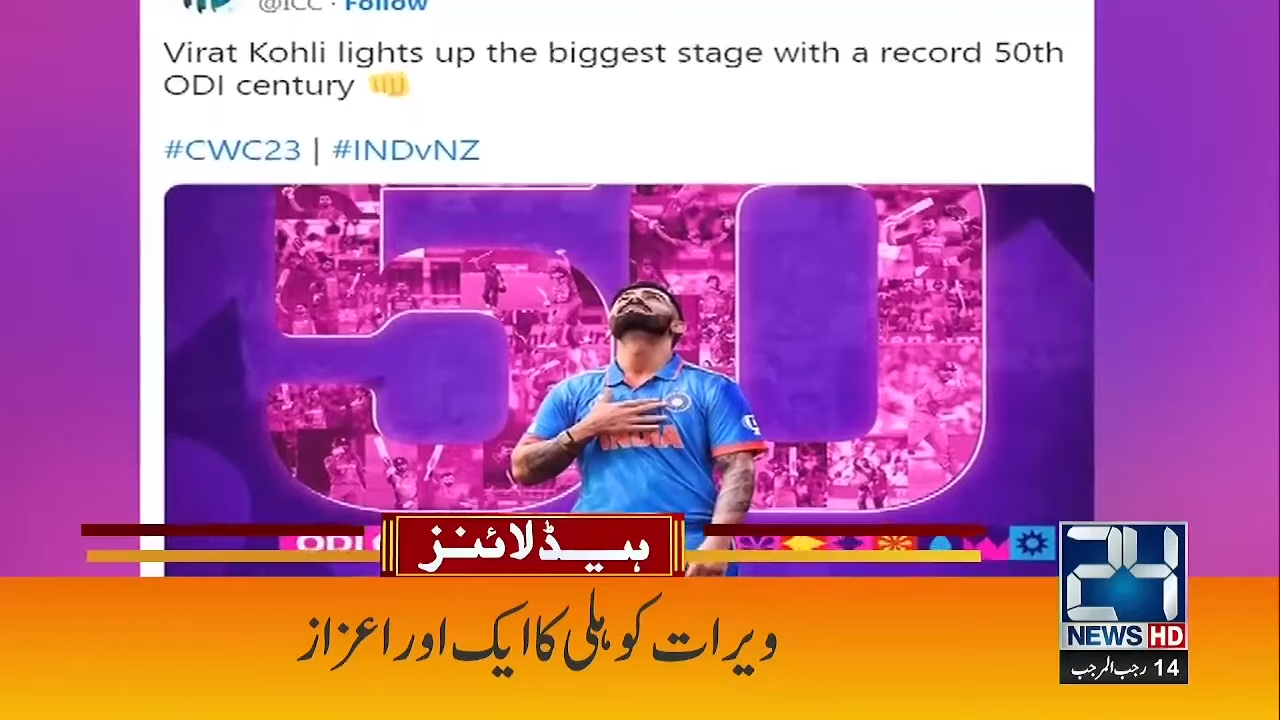 @ICC · Follow
Virat Kohli lights up the biggest stage with a record 50th
ODI century
#CWC23 | #INDvNZ
50
INDIA
ODI
ہیڈلائنز
ویرات کوہلی کا ایک اور اعزاز
24
NEWS HD
14 رجب المرجب